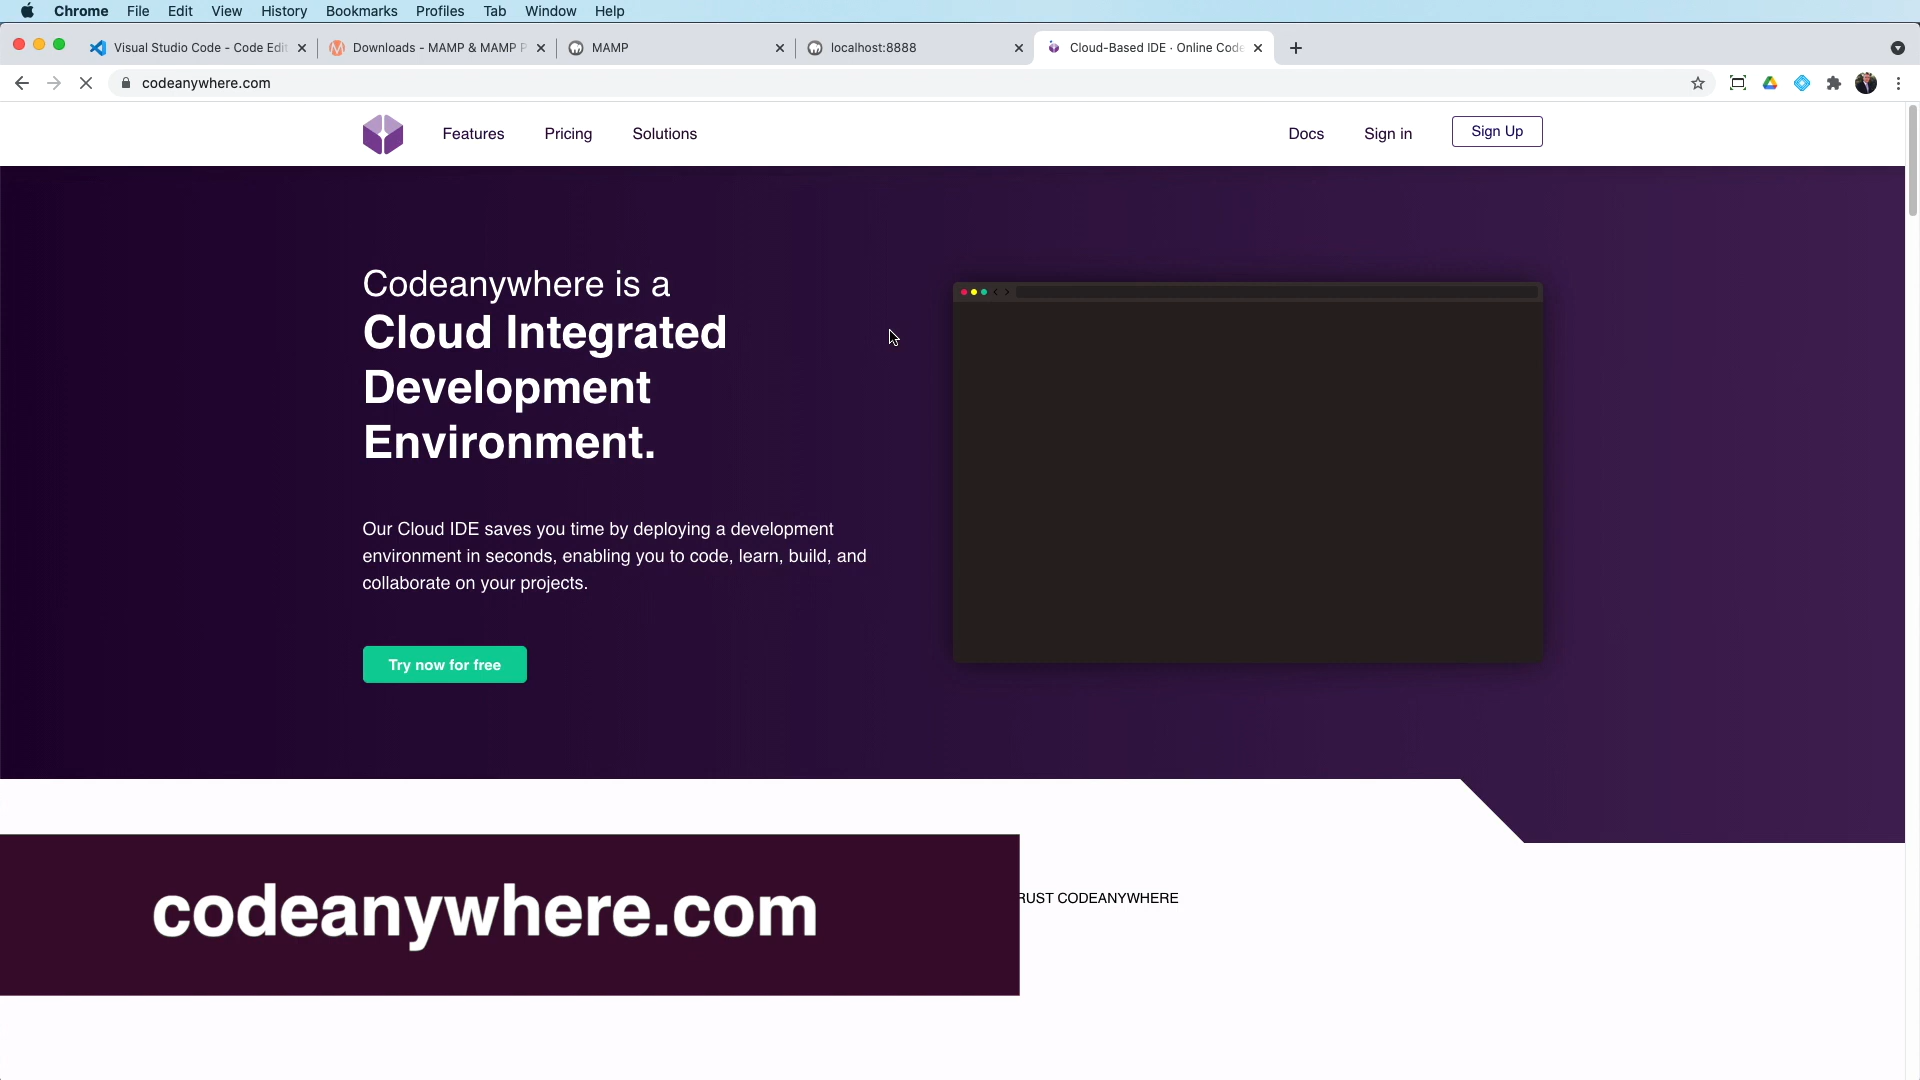 Chrome File Edit View History Bookmarks Profiles Tab Window Help
Visual Studio Code - Code Edit
Downloads - MAMP & MAMP P
MAMP
localhost:8888
Cloud-Based IDE · Online Code
codeanywhere.com
Features Pricing Solutions Docs Sign in Sign Up
Codeanywhere is a
Cloud Integrated
Development
Environment.
Our Cloud IDE saves you time by deploying a development
environment in seconds, enabling you to code, learn, build, and
collaborate on your projects.
Try now for free
RUST CODEANYWHERE
codeanywhere.com